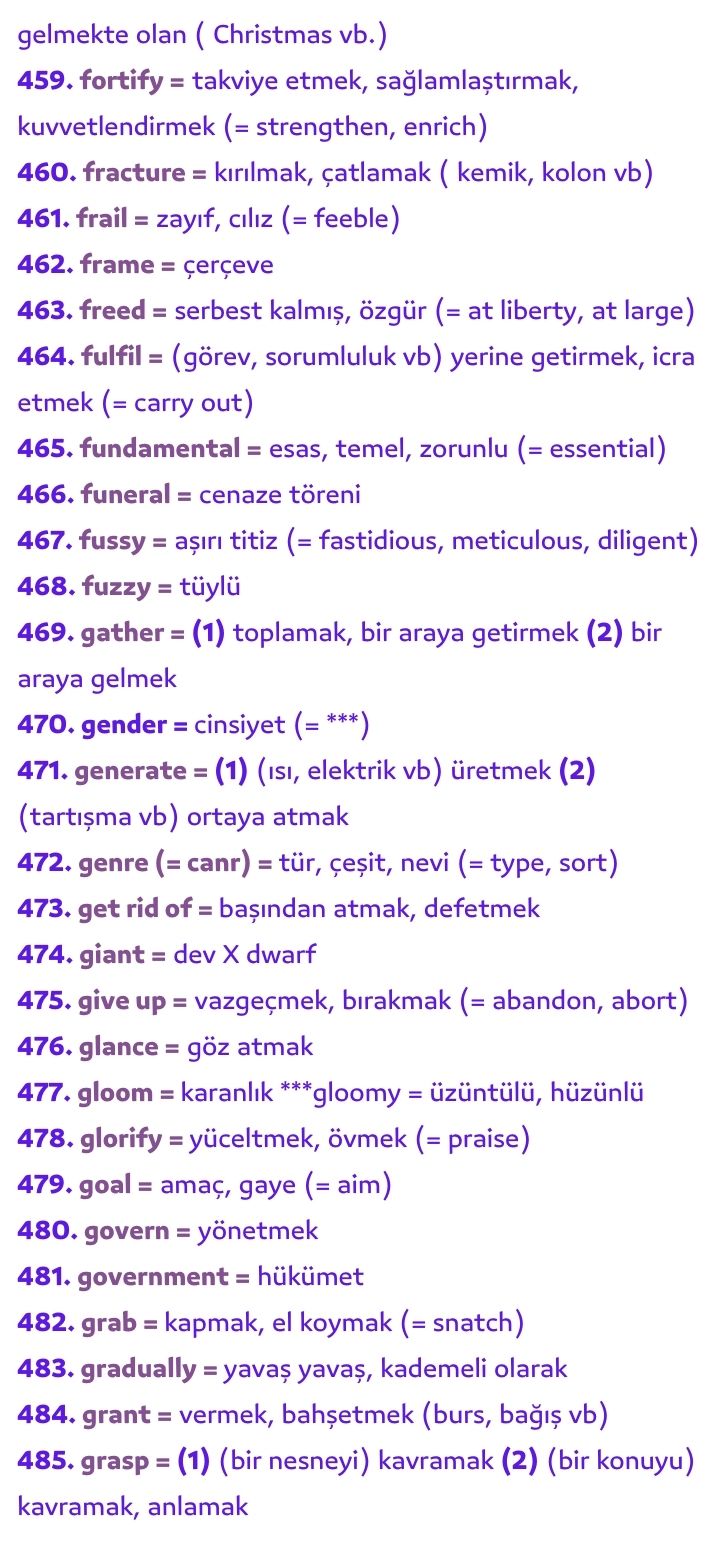 gelmekte olan ( Christmas vb.)
459. fortify = takviye etmek, sağlamlaştırmak,
kuvvetlendirmek (= strengthen, enrich)
460. fracture = kırılmak, çatlamak ( kemik, kolon vb)
461. frail = zayıf, cılız (= feeble)
462. frame = çerçeve
463. freed = serbest kalmış, özgür (= at liberty, at large)
464. fulfil = (görev, sorumluluk vb) yerine getirmek, icra
etmek (= carry out)
465. fundamental = esas, temel, zorunlu (= essential)
466. funeral = cenaze töreni
467. fussy = aşırı titiz (= fastidious, meticulous, diligent)
468. fuzzy = tüylü
469. gather = (1) toplamak, bir araya getirmek (2) bir
araya gelmek
470. gender = cinsiyet (= ***)
471. generate = (1) (ısı, elektrik vb) üretmek (2)
(tartışma vb) ortaya atmak
472. genre (= canr) = tür, çeşit, nevi (= type, sort)
473. get rid of = başından atmak, defetmek
474. giant = dev X dwarf
475. give up = vazgeçmek, bırakmak (= abandon, abort)
476. glance = göz atmak
477. gloom = karanlık ***gloomy = üzüntülü, hüzünlü
478. glorify = yüceltmek, övmek (= praise)
479. goal = amaç, gaye (= aim)
480. govern = yönetmek
481. government = hükümet
482. grab = kapmak, el koymak (= snatch)
483. gradually = yavaş yavaş, kademeli olarak
484. grant = vermek, bahşetmek (burs, bağış vb)
485. grasp = (1) (bir nesneyi) kavramak (2) (bir konuyu)
kavramak, anlamak